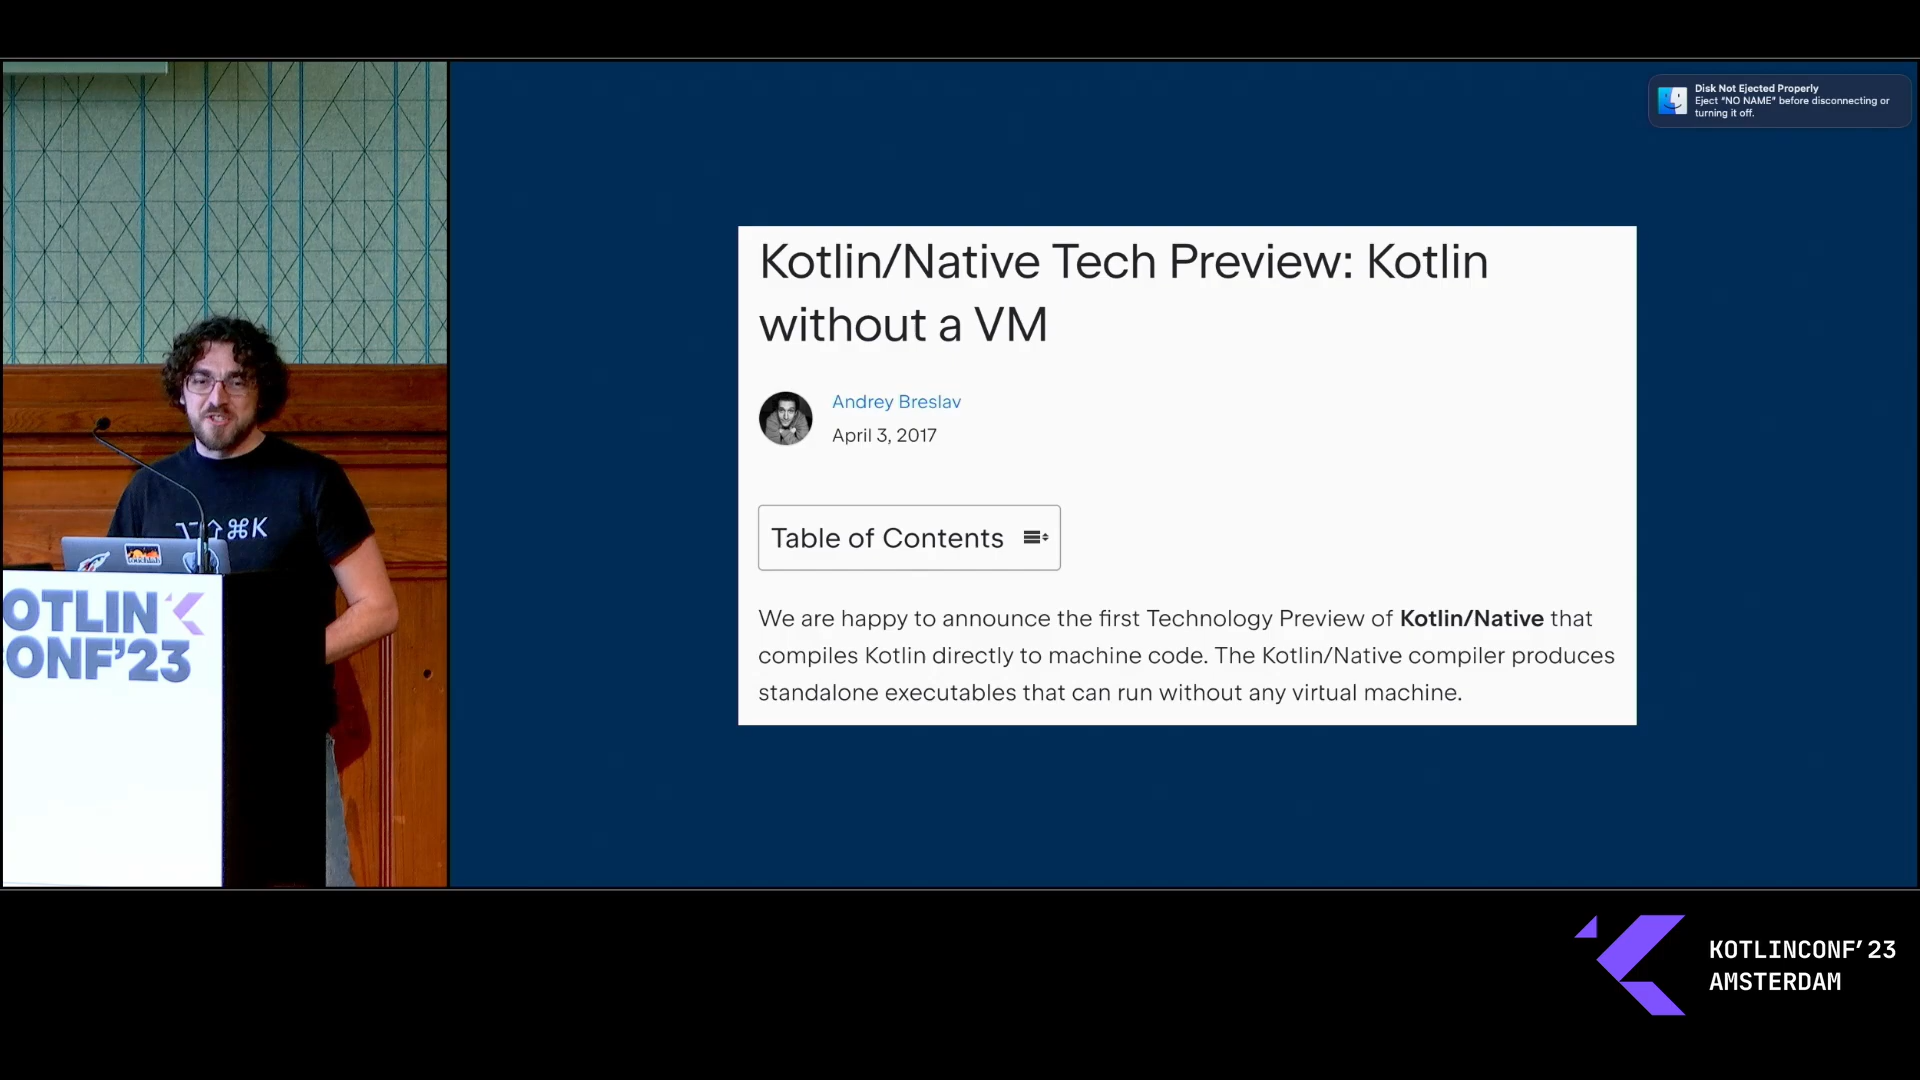 Disk Not Ejected Properly
Eject "NO NAME" before disconnecting or
turning it off.
Kotlin/Native Tech Preview: Kotlin
without a VM
Andrey Breslav
April 3, 2017
Table of Contents
We are happy to announce the first Technology Preview of Kotlin/Native that
compiles Kotlin directly to machine code. The Kotlin/Native compiler produces
standalone executables that can run without any virtual machine.
⌥⇧⌘K
OTLIN
ONF’23
KOTLINCONF’23
AMSTERDAM